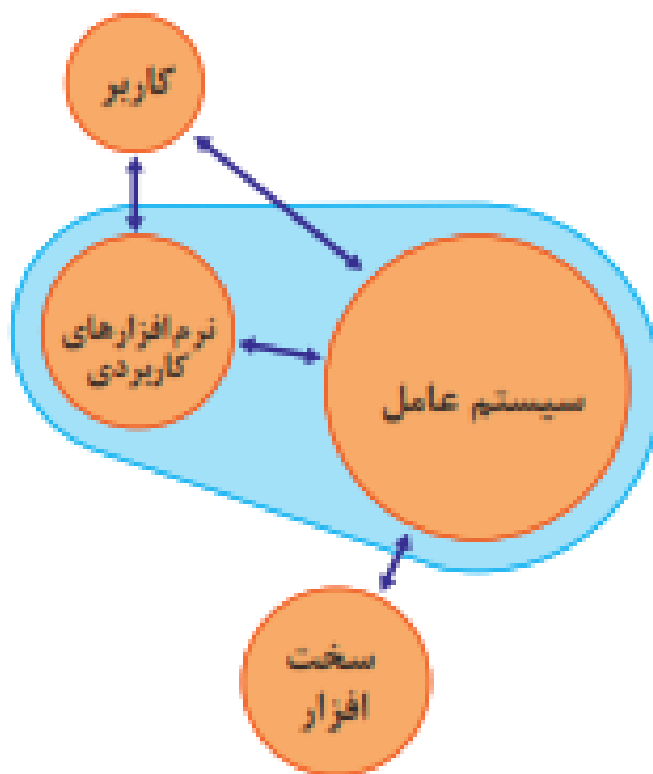 کاربر
نرم‌افزارهای
کاربردی
سیستم عامل
سخت
افزار